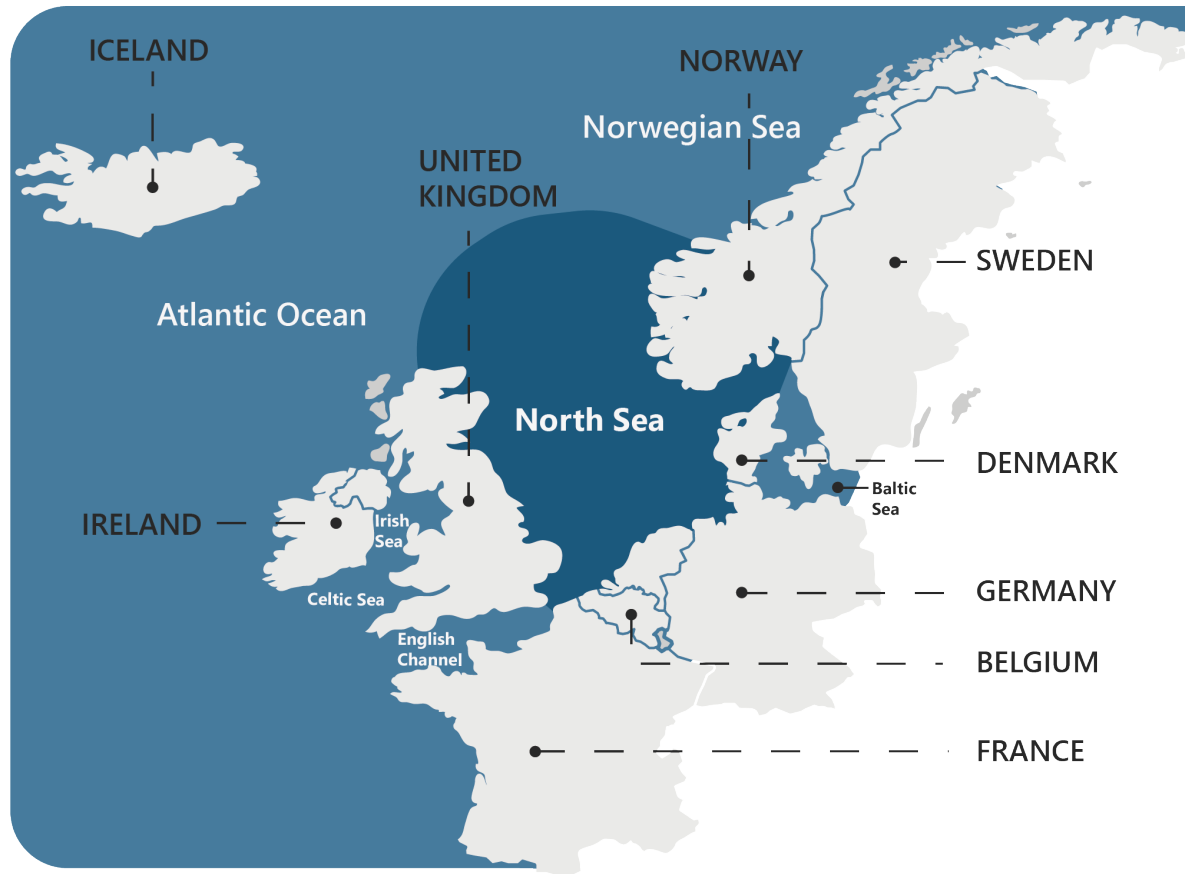 ICELAND
NORWAY
Norwegian Sea
UNITED
KINGDOM
SWEDEN
Atlantic Ocean
North Sea
DENMARK
Baltic
Sea
IRELAND
Irish
Sea
Celtic Sea
GERMANY
English
Channel
BELGIUM
FRANCE